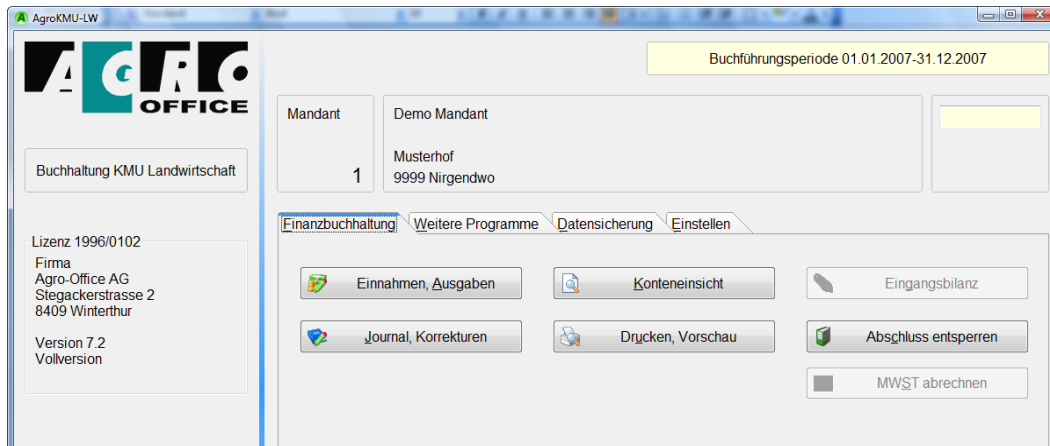 AgroKMU-LW
AGRO
OFFICE
Buchführungsperiode 01.01.2007-31.12.2007
Mandant
1
Demo Mandant
Musterhof
9999 Nirgendwo
Buchhaltung KMU Landwirtschaft
Lizenz 1996/0102
Firma
Agro-Office AG
Stegackerstrasse 2
8409 Winterthur
Version 7.2
Vollversion
Finanzbuchhaltung Weitere Programme Datensicherung Einstellen
Einnahmen, Ausgaben Konteneinsicht Eingangsbilanz
Journal, Korrekturen Drucken, Vorschau Abschluss entsperren
MWST abrechnen